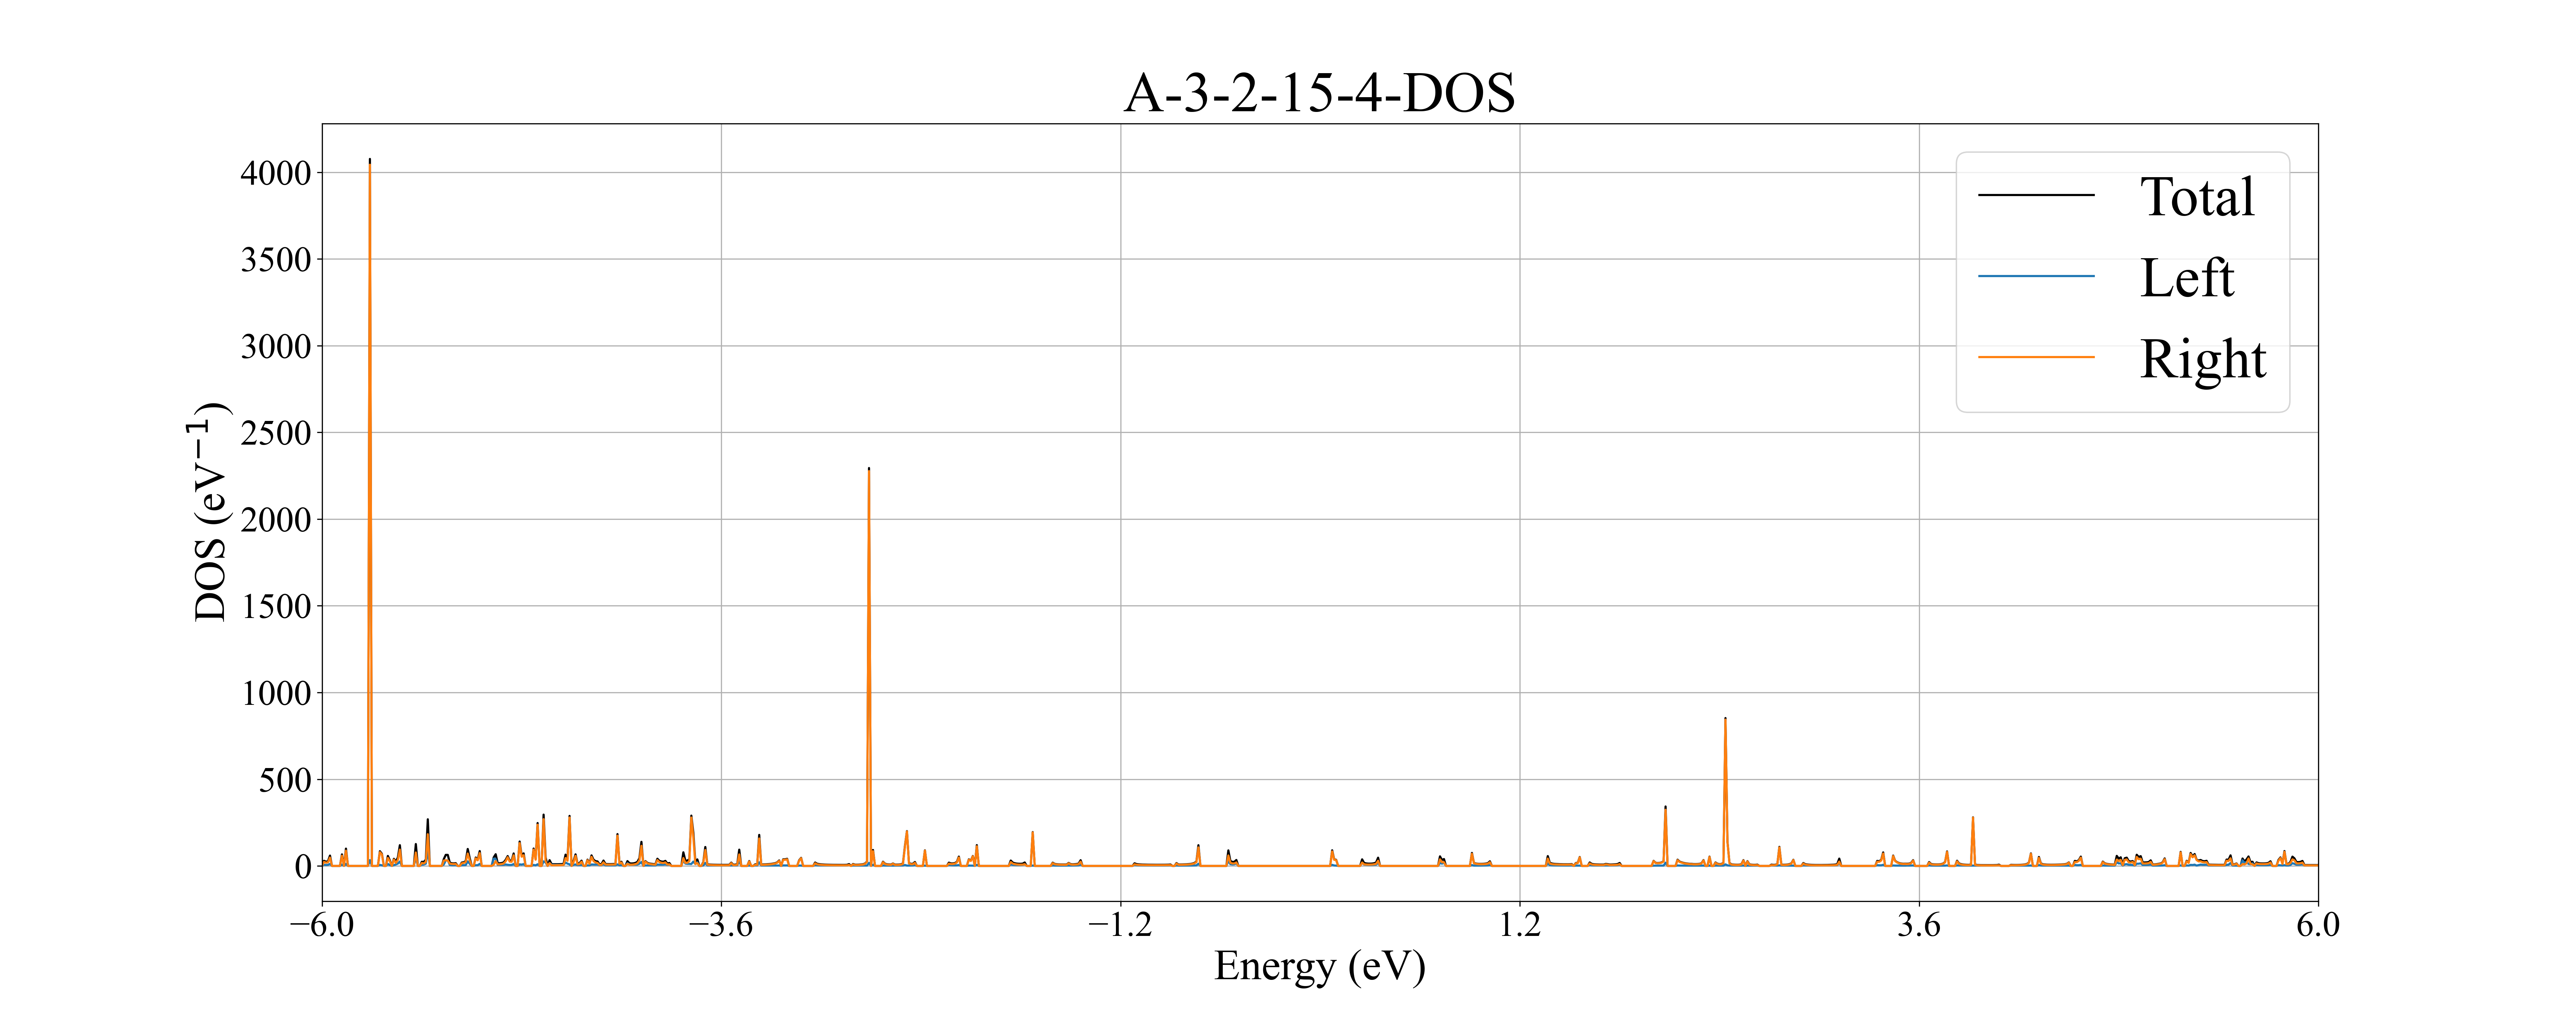 A-3-2-15-4-DOS
4000
3500
3000
2500
2000
1500
1000
500
0
DOS (eV⁻¹)
Total
Left
Right
−6.0
−3.6
−1.2
1.2
3.6
6.0
Energy (eV)